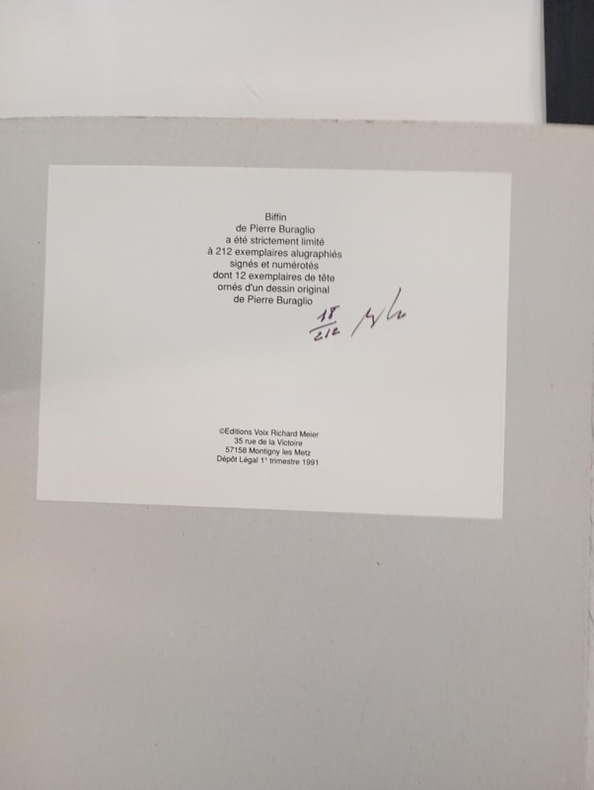 Biffin
de Pierre Buraglio
a été strictement limité
à 212 exemplaires alugraphiés
signés et numérotés
dont 12 exemplaires de tête
ornés d'un dessin original
de Pierre Buraglio
18
212
©Editions Voix Richard Meier
35 rue de la Victoire
57158 Montigny les Metz
Dépôt Légal 1° trimestre 1991